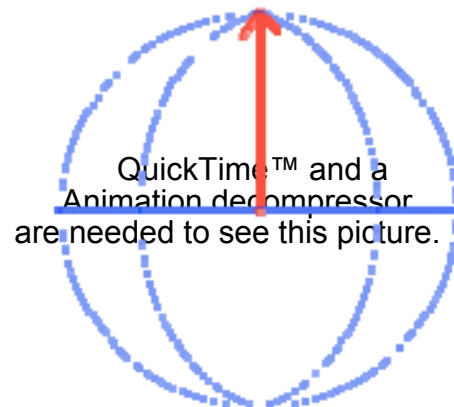 QuickTime™ and a
Animation decompressor
are needed to see this picture.